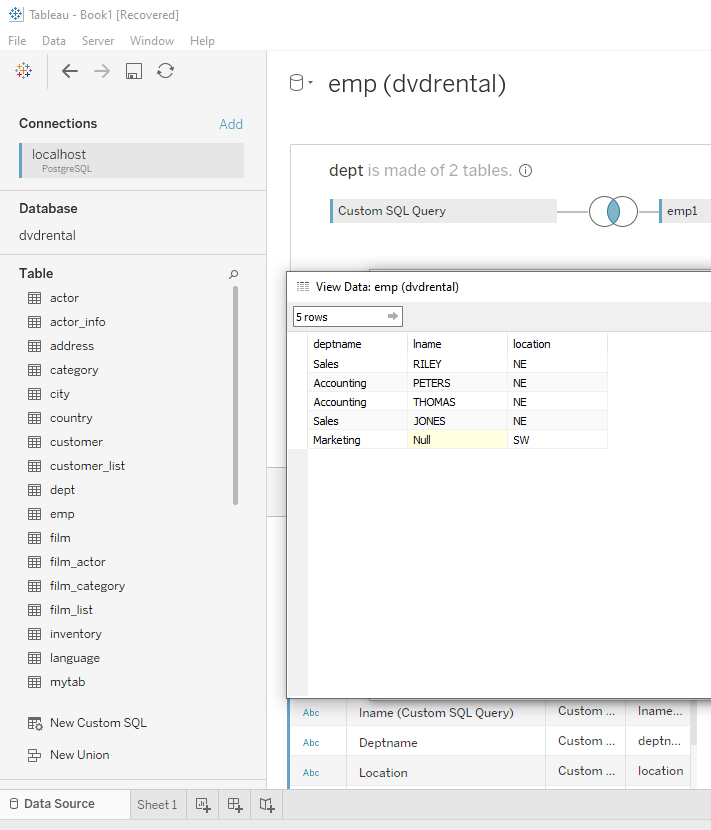 Tableau - Book1 [Recovered]
File Data Server Window Help
Connections Add
localhost
PostgreSQL
Database
dvdrental
Table
actor
actor_info
address
category
city
country
customer
customer_list
dept
emp
film
film_actor
film_category
film_list
inventory
language
mytab
New Custom SQL
New Union
emp (dvdrental)
dept is made of 2 tables.
Custom SQL Query emp1
View Data: emp (dvdrental)
5 rows
deptname lname location
Sales RILEY NE
Accounting PETERS NE
Accounting THOMAS NE
Sales JONES NE
Marketing Null SW
Abc lname (Custom SQL Query) Custom ... lname...
Abc Deptname Custom ... deptn...
Abc Location Custom ... location
Data Source Sheet 1